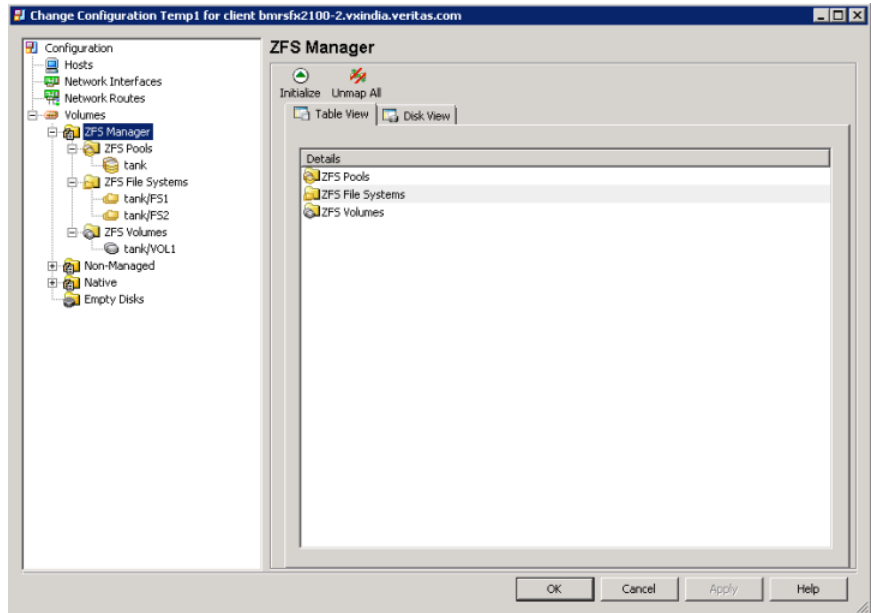 Change Configuration Temp1 for client bmrsfx2100-2.vxindia.veritas.com
Configuration
Hosts
Network Interfaces
Network Routes
Volumes
ZFS Manager
ZFS Pools
tank
ZFS File Systems
tank/FS1
tank/FS2
ZFS Volumes
tank/VOL1
Non-Managed
Native
Empty Disks
ZFS Manager
Initialize Unmap All
Table View Disk View
Details
ZFS Pools
ZFS File Systems
ZFS Volumes
OK Cancel Apply Help